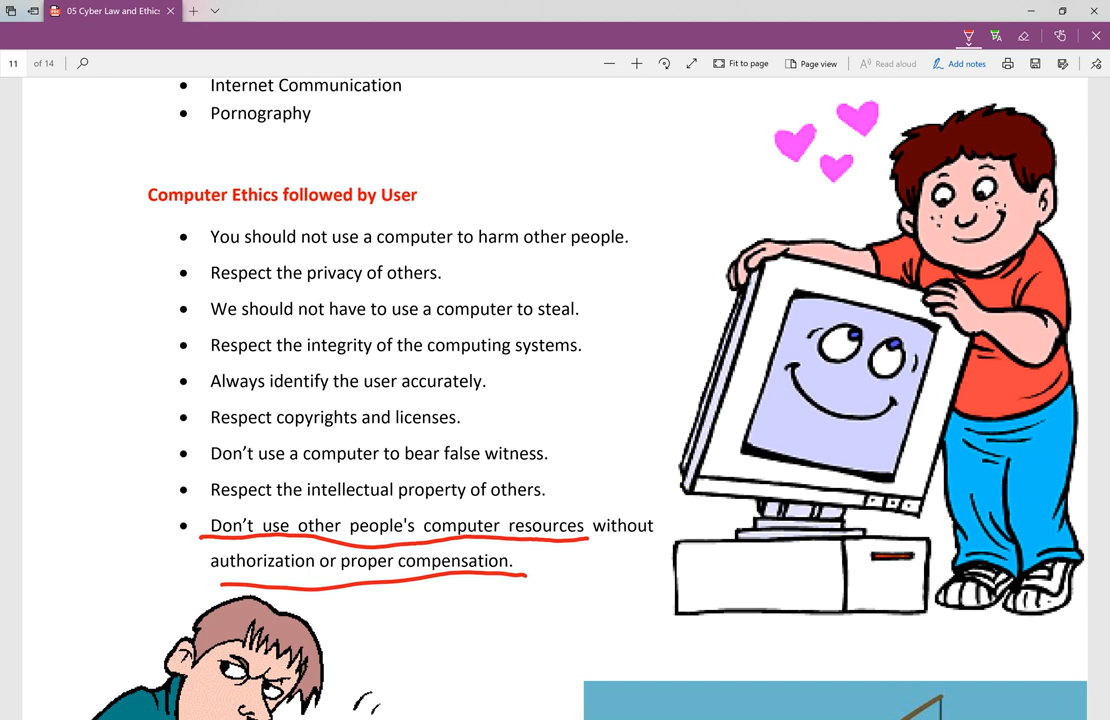 05 Cyber Law and Ethic
11 of 14
Fit to page Page view Read aloud Add notes
• Internet Communication
• Pornography
Computer Ethics followed by User
• You should not use a computer to harm other people.
• Respect the privacy of others.
• We should not have to use a computer to steal.
• Respect the integrity of the computing systems.
• Always identify the user accurately.
• Respect copyrights and licenses.
• Don’t use a computer to bear false witness.
• Respect the intellectual property of others.
• Don’t use other people's computer resources without
authorization or proper compensation.